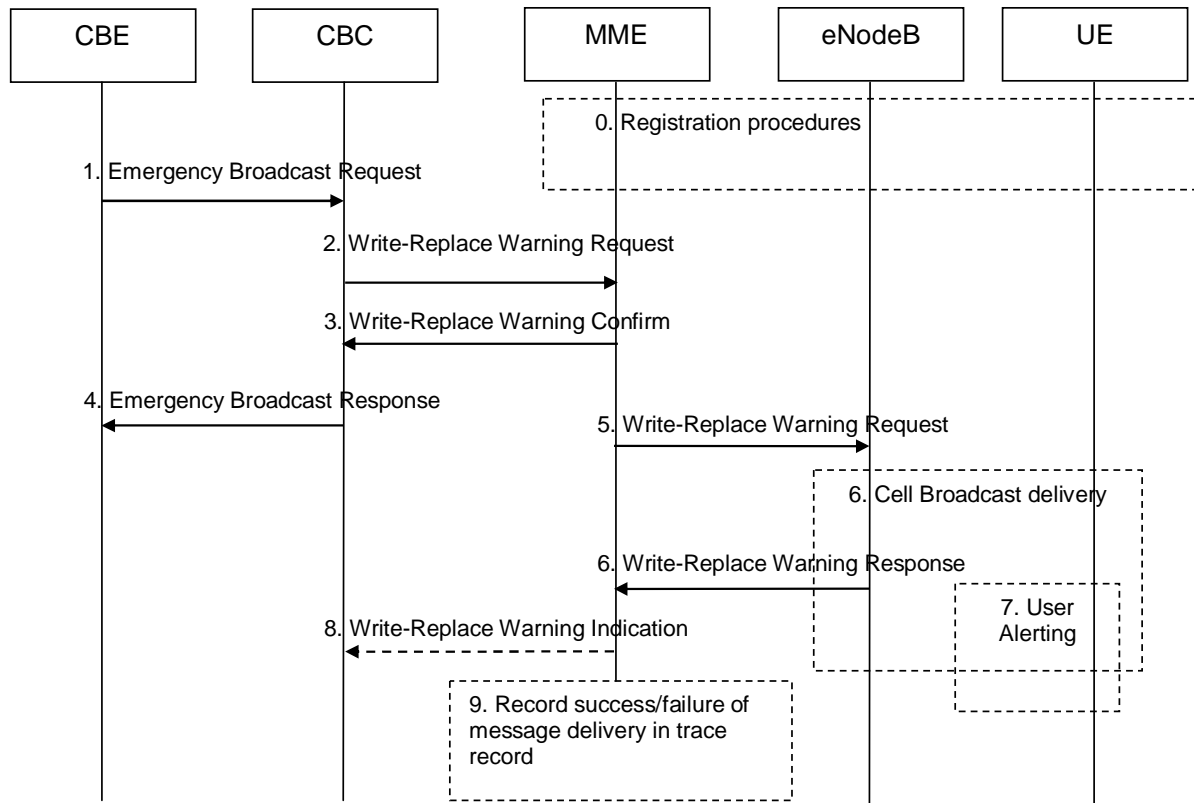 CBE
CBC
MME
eNodeB
UE
0. Registration procedures
1. Emergency Broadcast Request
2. Write-Replace Warning Request
3. Write-Replace Warning Confirm
4. Emergency Broadcast Response
5. Write-Replace Warning Request
6. Cell Broadcast delivery
6. Write-Replace Warning Response
7. User
Alerting
8. Write-Replace Warning Indication
9. Record success/failure of
message delivery in trace
record